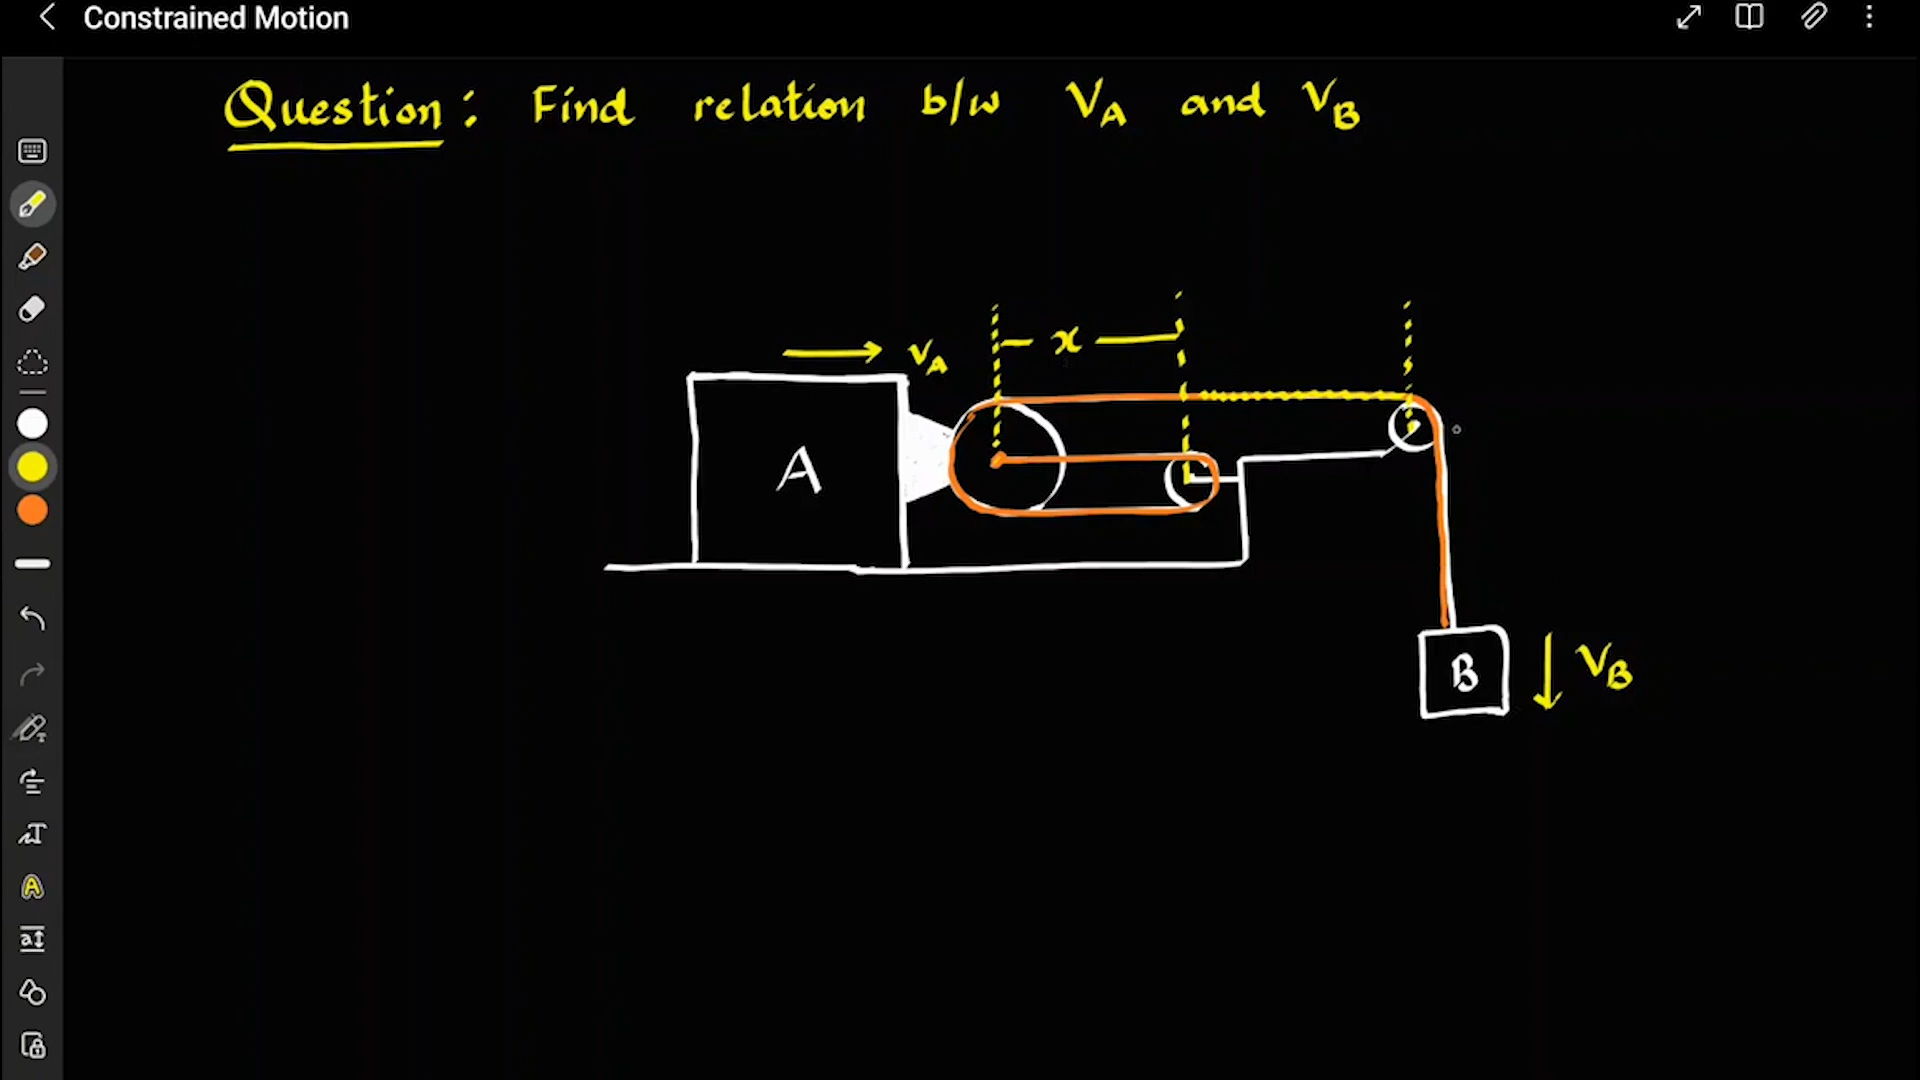 Constrained Motion
Question: Find relation b/w VA and VB
x
vA
A
B
VB